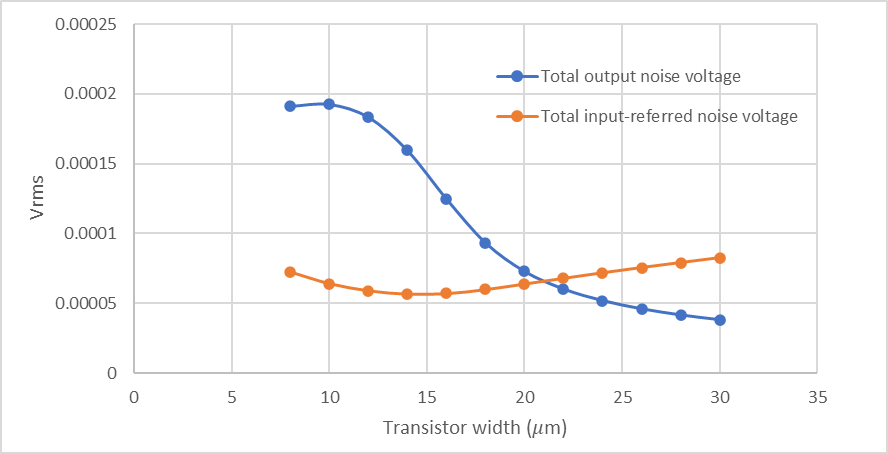 0.00025
0.0002
0.00015
0.0001
0.00005
0
Vrms
Total output noise voltage
Total input-referred noise voltage
0 5 10 15 20 25 30 35
Transistor width (𝜇m)